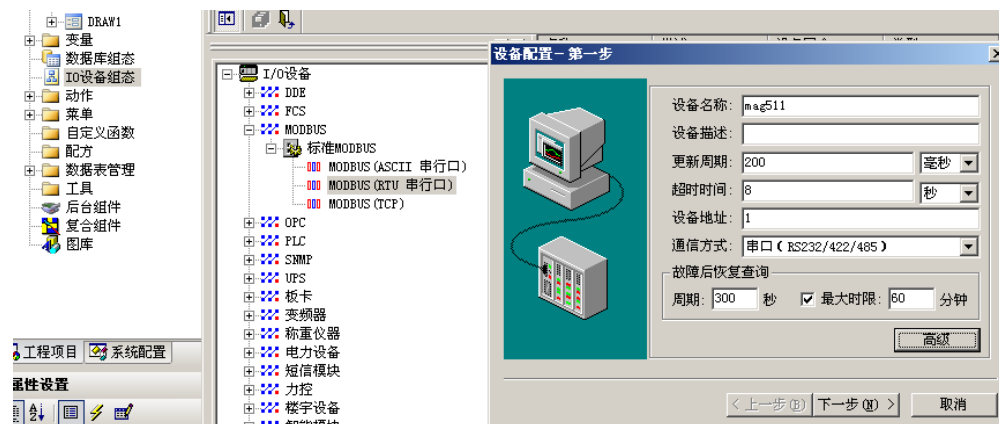 DRAW1
变量
数据库组态
IO设备组态
动作
菜单
自定义函数
配方
数据表管理
工具
后台组件
复合组件
图库
工程项目
系统配置
属性设置
I/O设备
DDE
FCS
MODBUS
标准MODBUS
MODBUS(ASCII 串行口)
MODBUS(RTU 串行口)
MODBUS(TCP)
OPC
PLC
SNMP
UPS
板卡
变频器
称重仪器
电力设备
短信模块
力控
楼宇设备
设备配置-第一步
设备名称: mag511
设备描述:
更新周期: 200 毫秒
超时时间: 8 秒
设备地址: 1
通信方式: 串口(RS232/422/485)
故障后恢复查询
周期: 300 秒 最大时限: 60 分钟
高级
<上一步(B) 下一步(N)> 取消